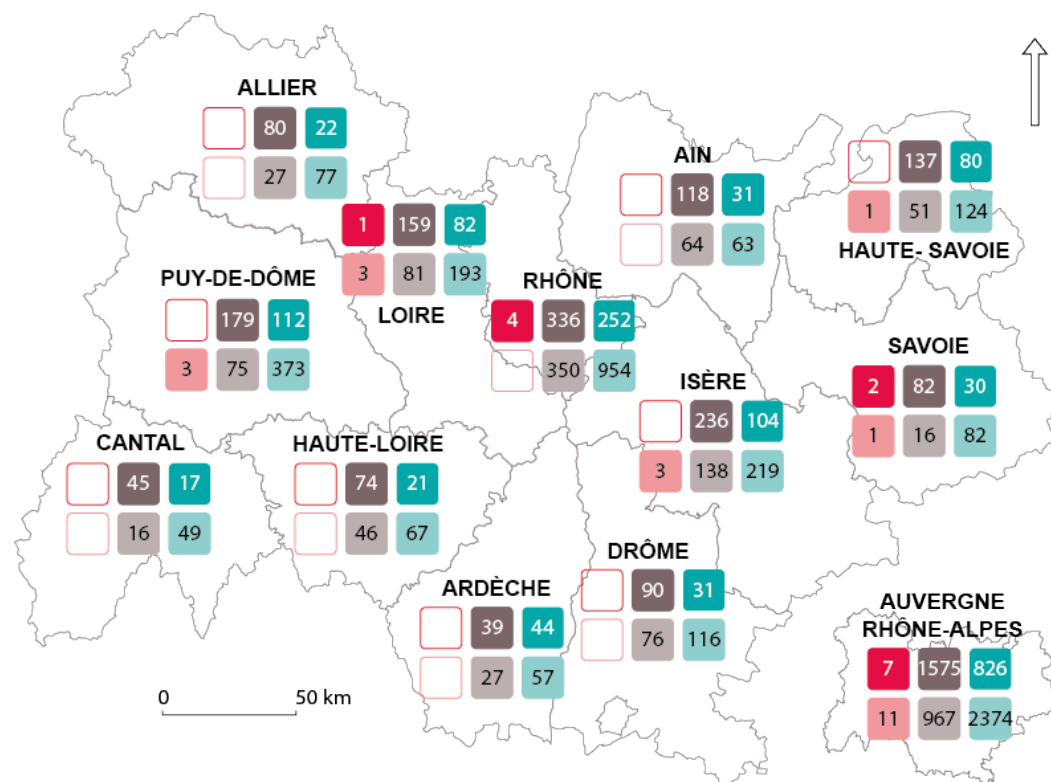 ALLIER
80 22
27 77
AIN
118 31
64 63
137 80
1 51 124
HAUTE- SAVOIE
1 159 82
3 81 193
LOIRE
PUY-DE-DÔME
179 112
3 75 373
RHÔNE
4 336 252
350 954
SAVOIE
2 82 30
1 16 82
ISÈRE
236 104
3 138 219
CANTAL
45 17
16 49
HAUTE-LOIRE
74 21
46 67
DRÔME
90 31
76 116
ARDÈCHE
39 44
27 57
AUVERGNE
RHÔNE-ALPES
7 1575 826
11 967 2374
0 50 km